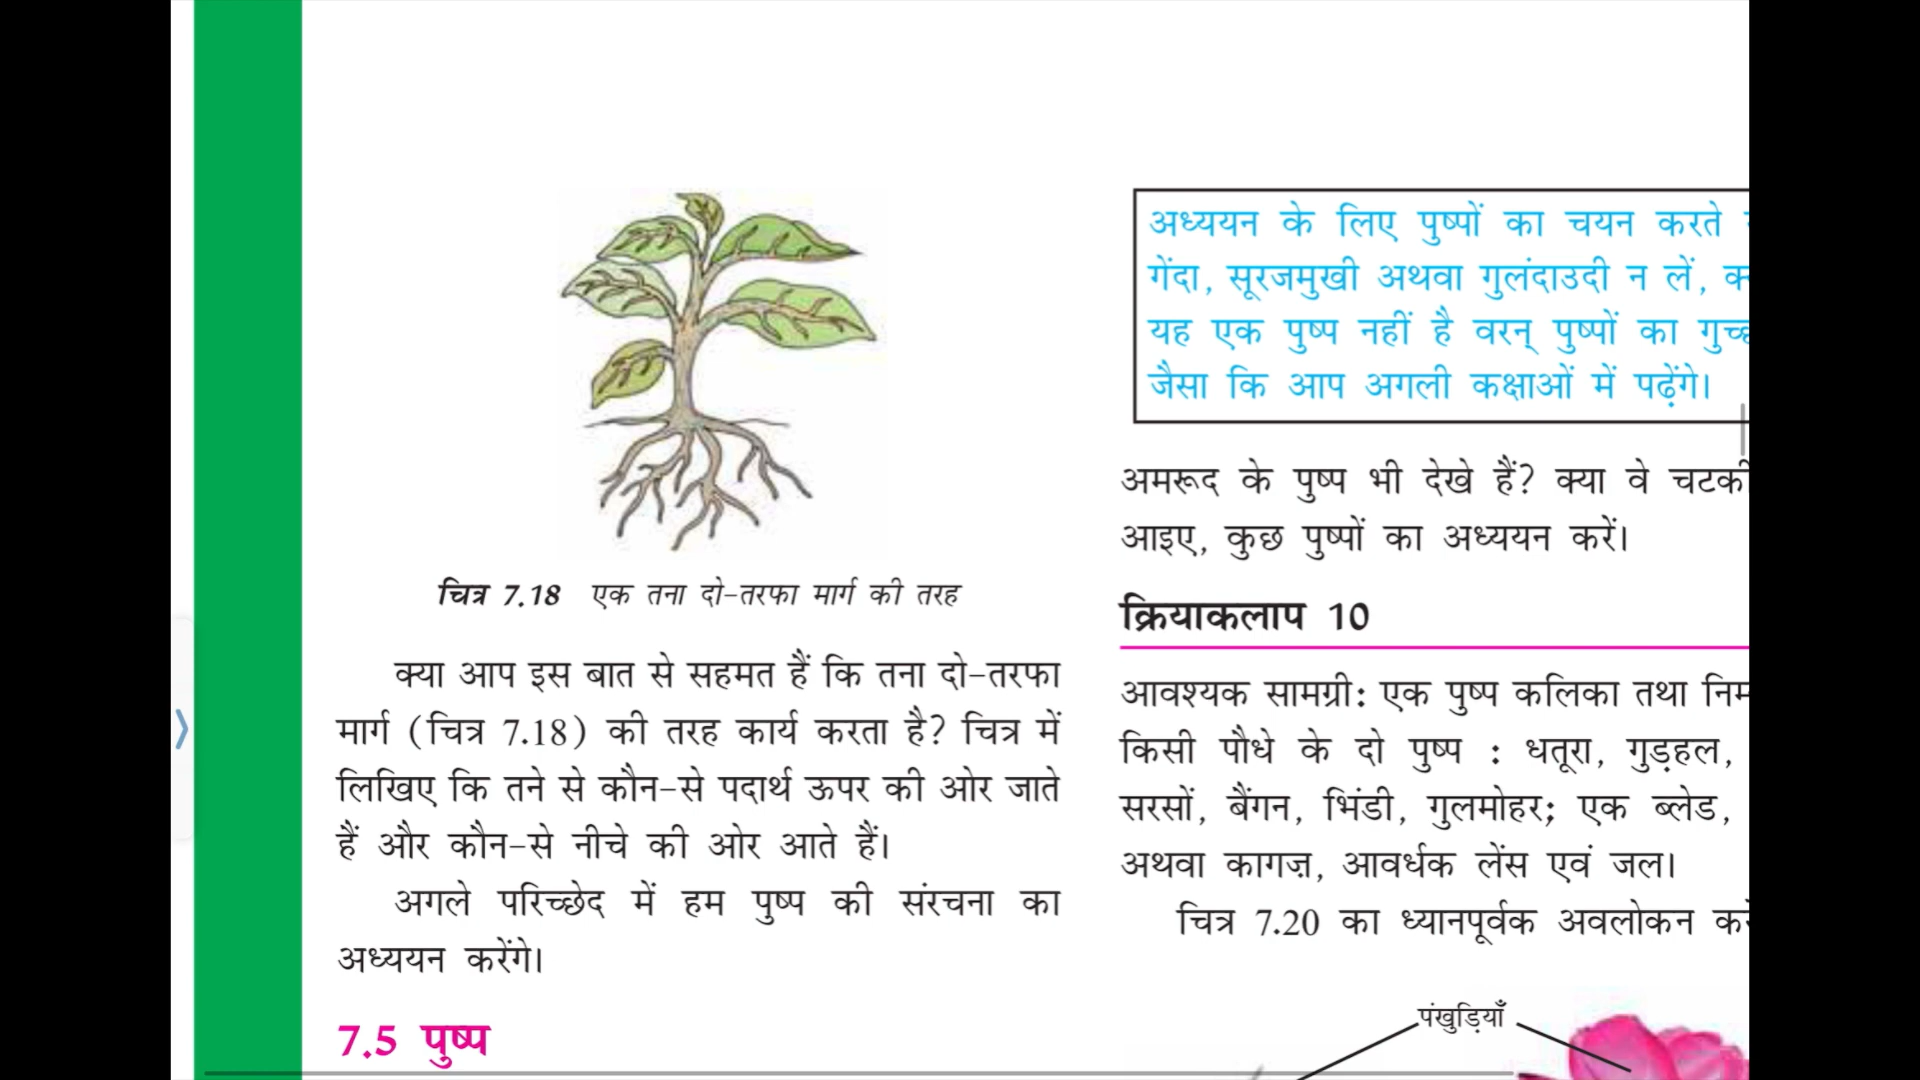 चित्र 7.18 एक तना दो-तरफा मार्ग की तरह
क्या आप इस बात से सहमत हैं कि तना दो-तरफा
मार्ग (चित्र 7.18) की तरह कार्य करता है? चित्र में
लिखिए कि तने से कौन-से पदार्थ ऊपर की ओर जाते
हैं और कौन-से नीचे की ओर आते हैं।
अगले परिच्छेद में हम पुष्प की संरचना का
अध्ययन करेंगे।
7.5 पुष्प
अध्ययन के लिए पुष्पों का चयन करते
गेंदा, सूरजमुखी अथवा गुलंदाउदी न लें,
यह एक पुष्प नहीं है वरन् पुष्पों का
जैसा कि आप अगली कक्षाओं में पढ़ेंगे।
अमरूद के पुष्प भी देखे हैं? क्या वे
आइए, कुछ पुष्पों का अध्ययन करें।
क्रियाकलाप 10
आवश्यक सामग्री: एक पुष्प कलिका तथा
किसी पौधे के दो पुष्प : धतूरा, गुड़हल,
सरसों, बैंगन, भिंडी, गुलमोहर; एक ब्लेड,
अथवा कागज़, आवर्धक लेंस एवं जल।
चित्र 7.20 का ध्यानपूर्वक अवलोकन
पंखुड़ियाँ